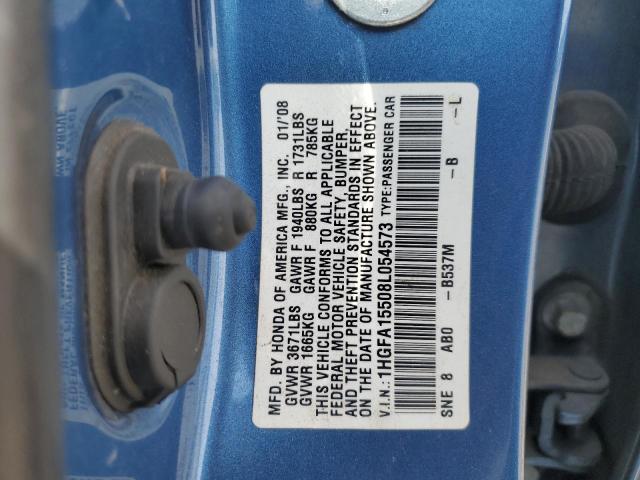 MFD. BY HONDA OF AMERICA MFG., INC. 01/'08
GVWR 3671LBS GAWR F 1940LBS R 1731LBS
GVWR 1665KG GAWR F 880KG R 785KG
THIS VEHICLE CONFORMS TO ALL APPLICABLE
FEDERAL MOTOR VEHICLE SAFETY, BUMPER,
AND THEFT PREVENTION STANDARDS IN EFFECT
ON THE DATE OF MANUFACTURE SHOWN ABOVE.
V.I.N.: 1HGFA15508L054573 TYPE:PASSENGER CAR
SNE 8 AB0 -B537M -B -L